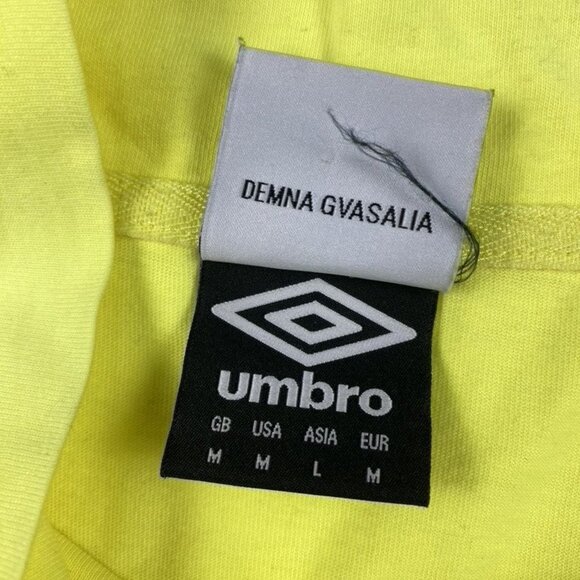 DEMNA GVASALIA
umbro
GB USA ASIA EUR
M M L M